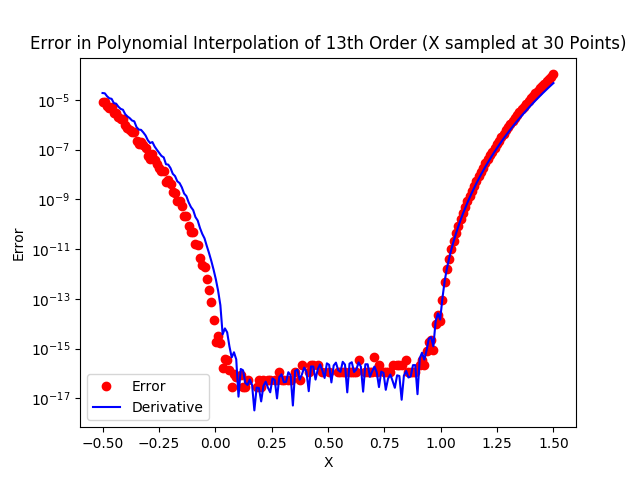 Error in Polynomial Interpolation of 13th Order (X sampled at 30 Points)
Error
10⁻⁵
10⁻⁷
10⁻⁹
10⁻¹¹
10⁻¹³
10⁻¹⁵
10⁻¹⁷
Error
Derivative
−0.50 −0.25 0.00 0.25 0.50 0.75 1.00 1.25 1.50
X